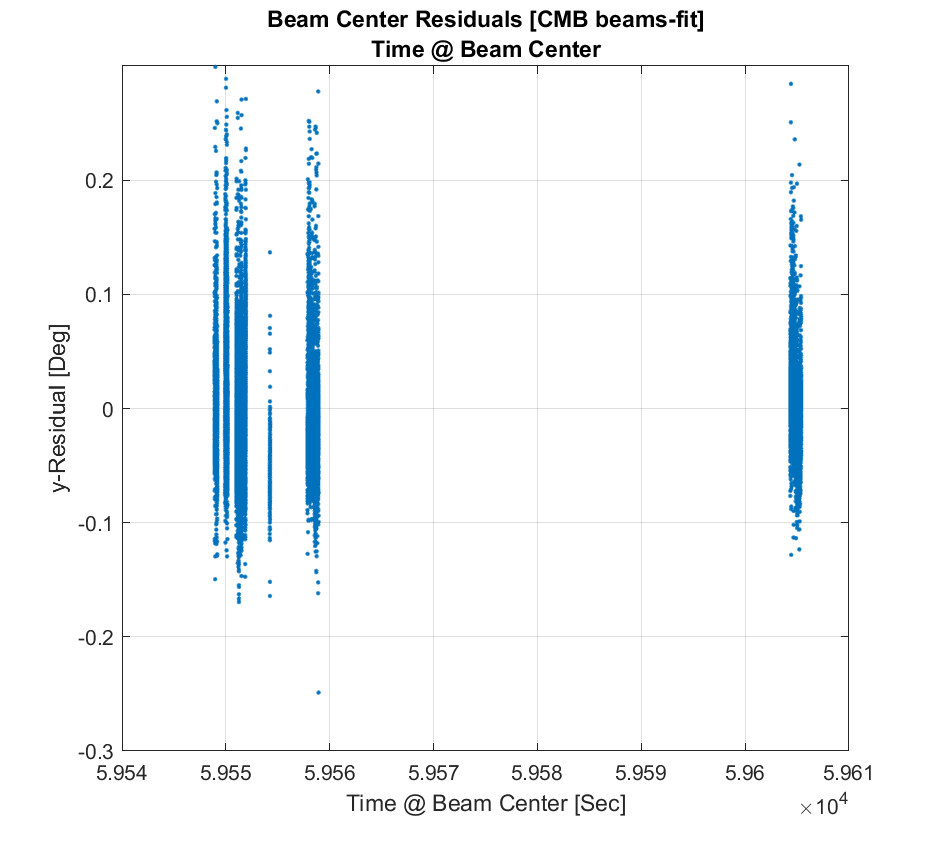 Beam Center Residuals [CMB beams-fit]
Time @ Beam Center
0.2
0.1
0
-0.1
-0.2
-0.3
y-Residual [Deg]
5.954 5.955 5.956 5.957 5.958 5.959 5.96 5.961
Time @ Beam Center [Sec]
×10^4